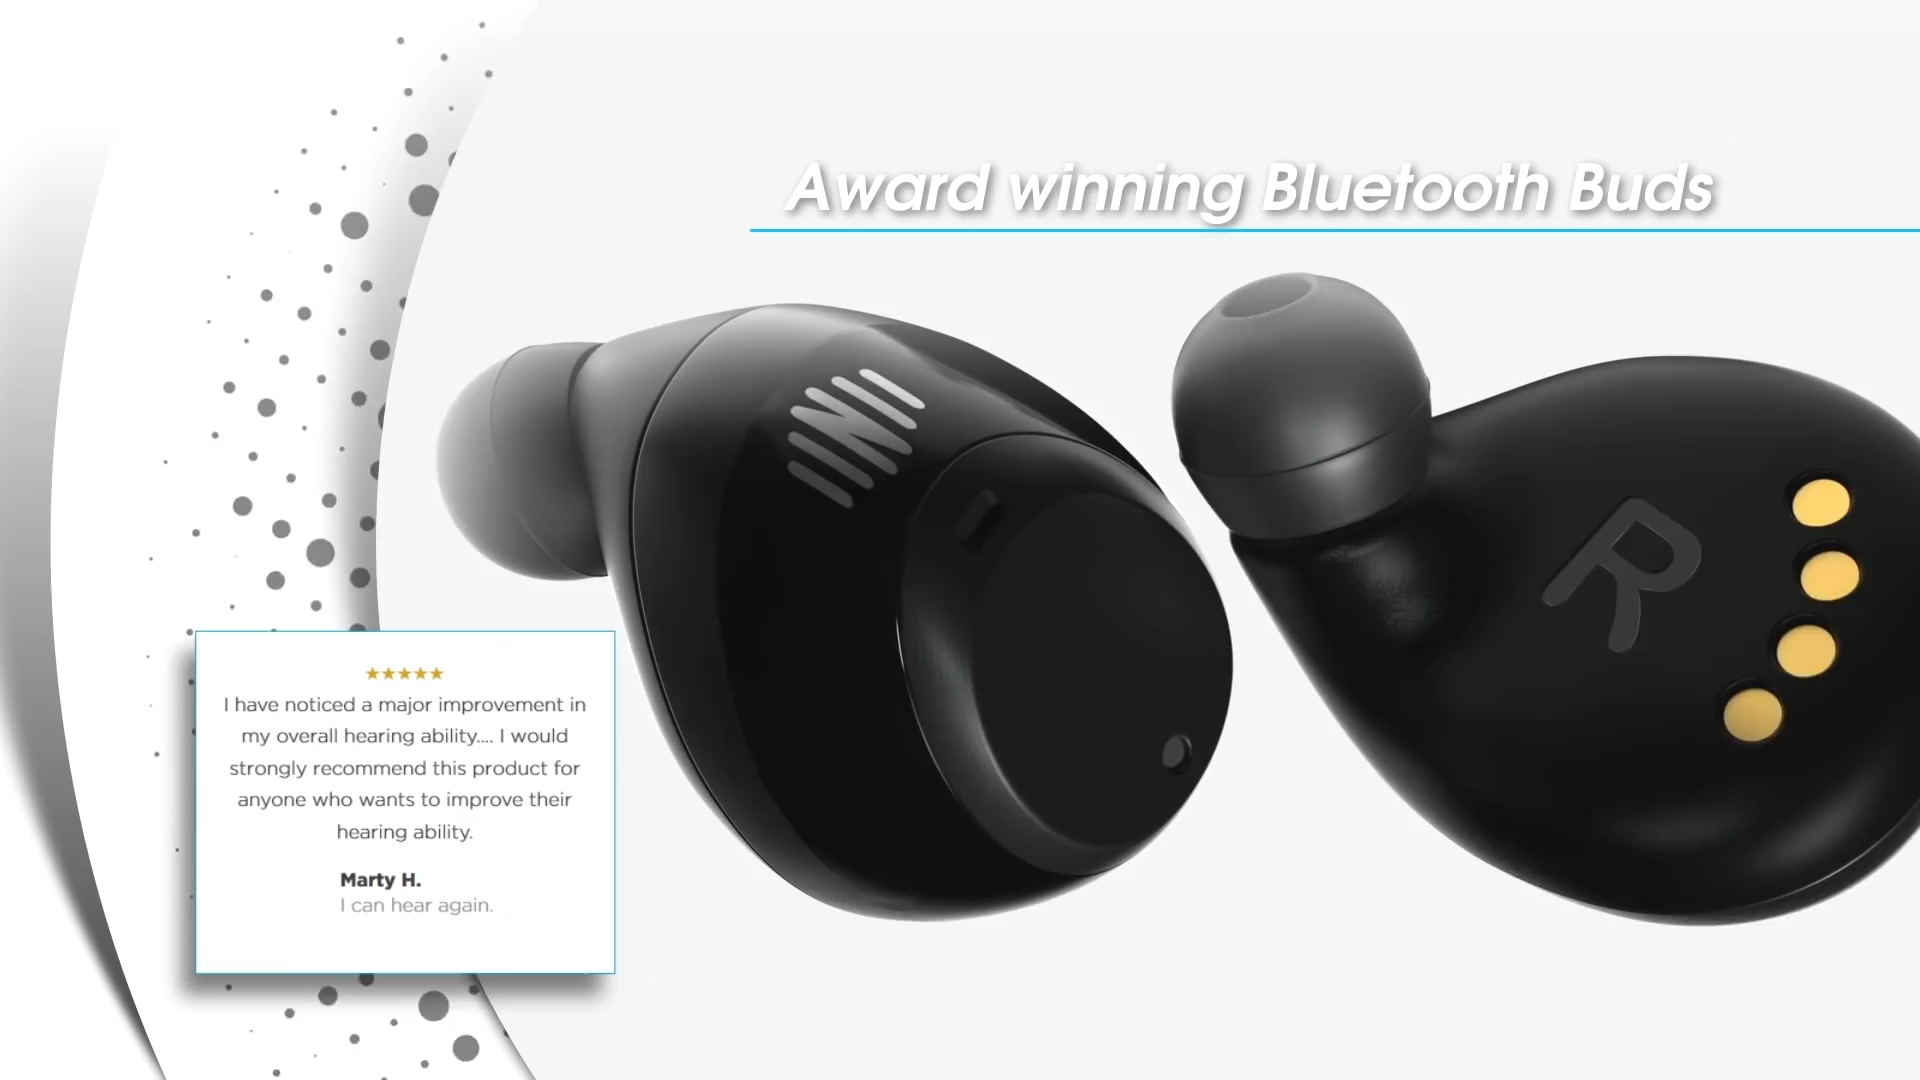 Award winning Bluetooth Buds
R
★★★★★
I have noticed a major improvement in
my overall hearing ability.... I would
strongly recommend this product for
anyone who wants to improve their
hearing ability.
Marty H.
I can hear again.